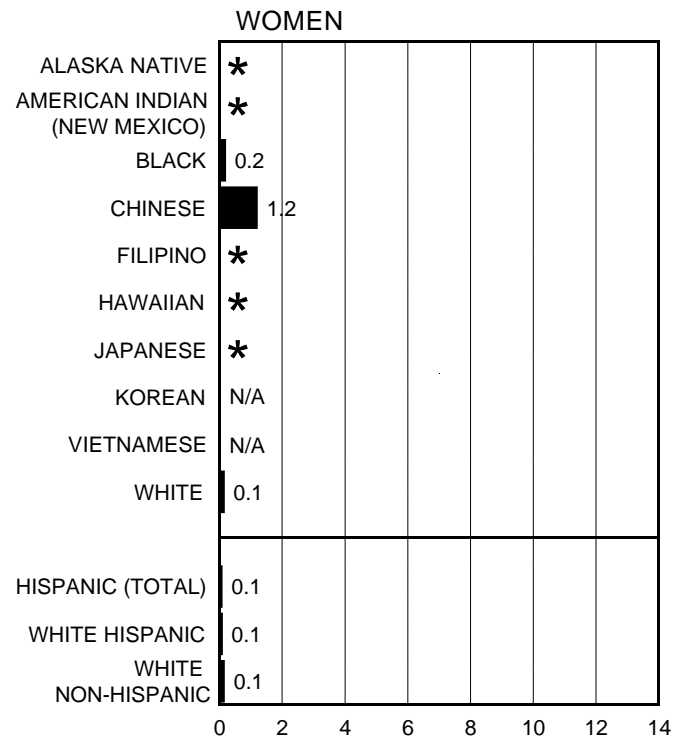 WOMEN
ALASKA NATIVE *
AMERICAN INDIAN
(NEW MEXICO) *
BLACK 0.2
CHINESE 1.2
FILIPINO *
HAWAIIAN *
JAPANESE *
KOREAN N/A
VIETNAMESE N/A
WHITE 0.1
HISPANIC (TOTAL) 0.1
WHITE HISPANIC 0.1
WHITE
NON-HISPANIC 0.1
0 2 4 6 8 10 12 14